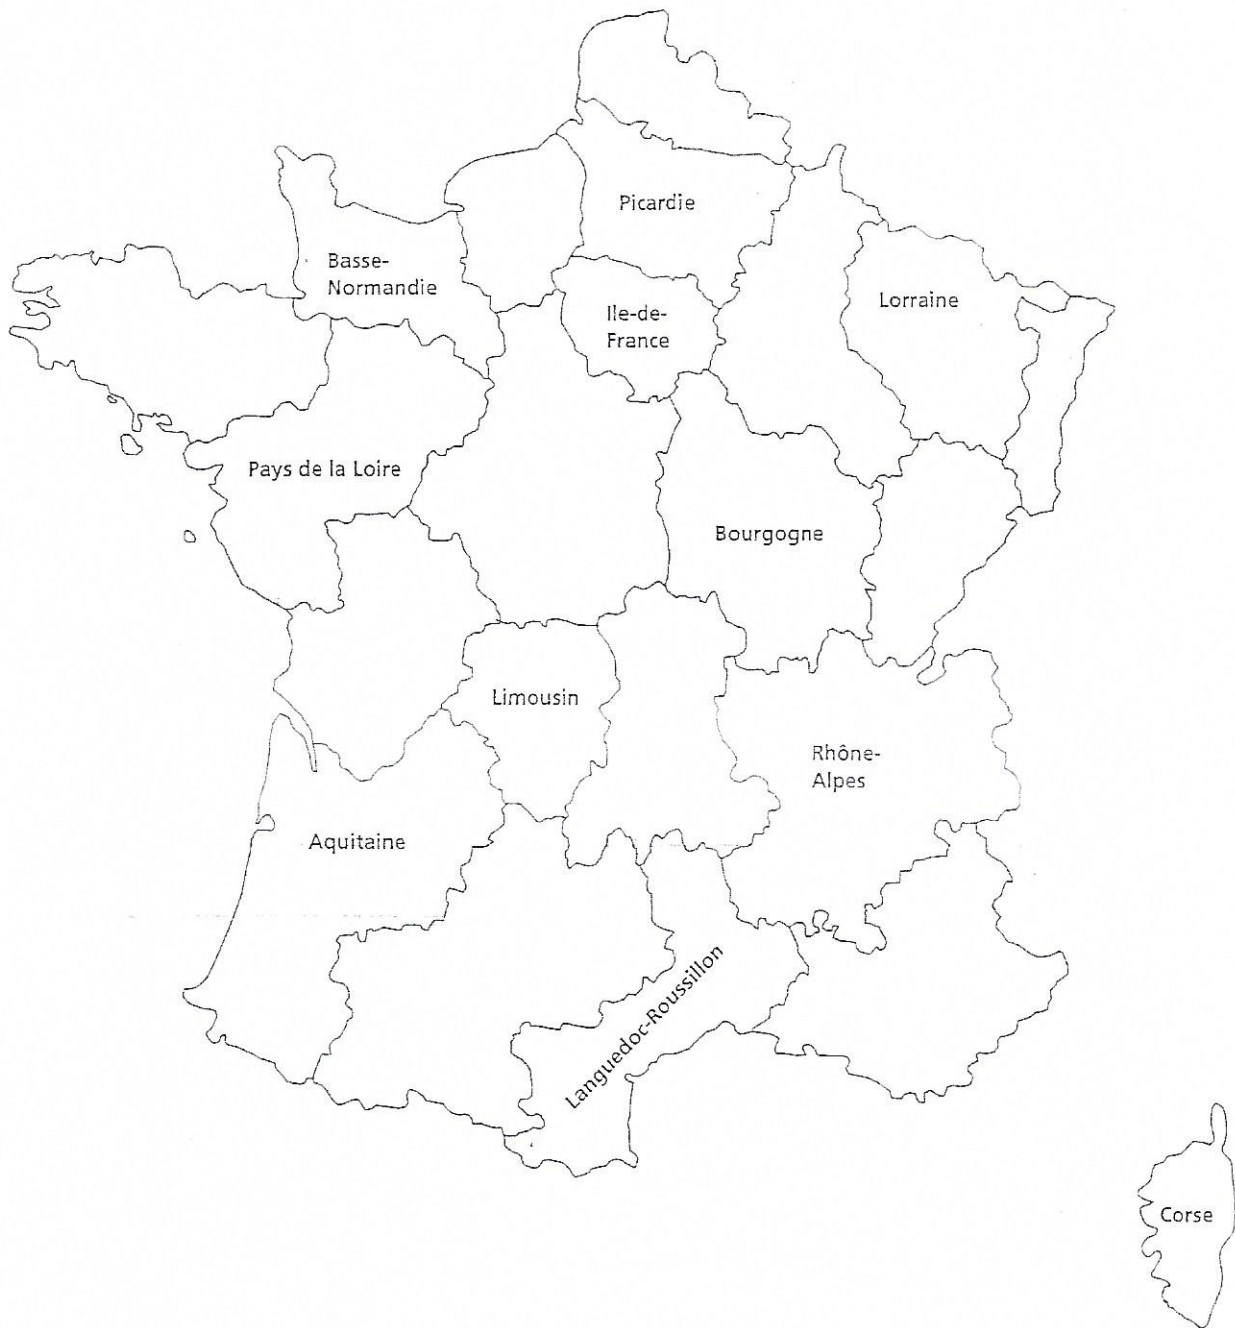 Picardie
Basse-
Normandie
Ile-de-
France
Lorraine
Pays de la Loire
Bourgogne
Limousin
Rhône-
Alpes
Aquitaine
Languedoc-Roussillon
Corse